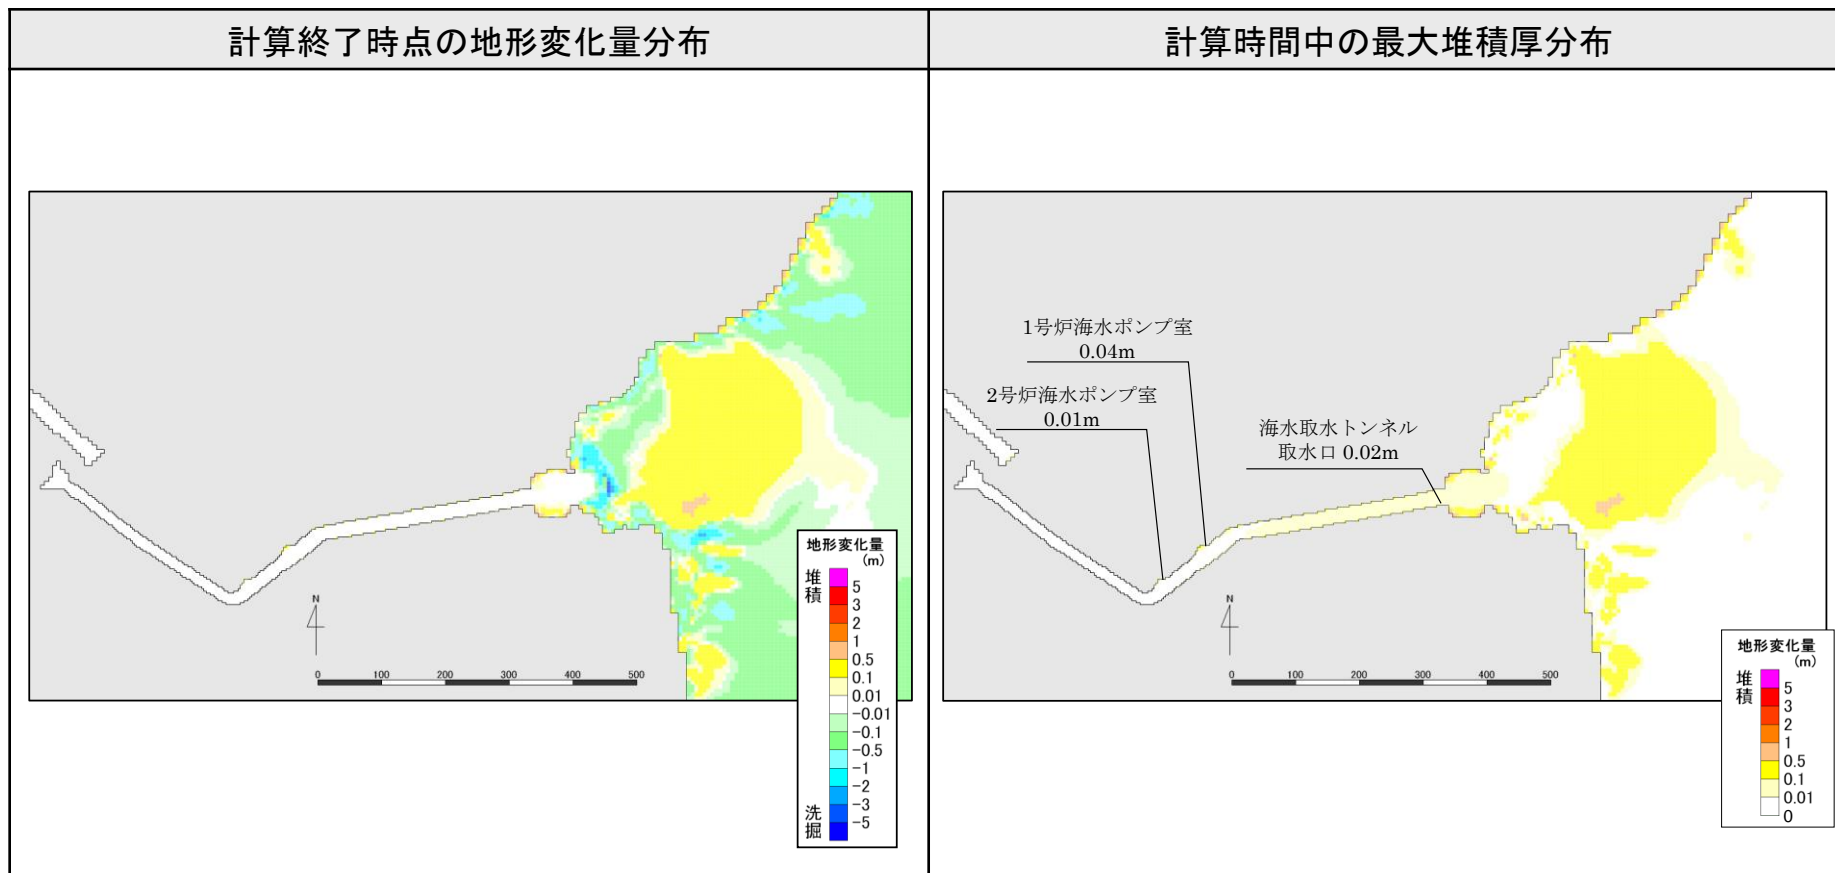 計算終了時点の地形変化量分布
計算時間中の最大堆積厚分布
N
0 100 200 300 400 500
地形変化量
(m)
堆積
5
3
2
1
0.5
0.1
0.01
-0.01
-0.1
-0.5
-1
-2
-3
-5
洗掘
1号炉海水ポンプ室
0.04m
2号炉海水ポンプ室
0.01m
海水取水トンネル
取水口 0.02m
N
0 100 200 300 400 500
地形変化量
(m)
堆積
5
3
2
1
0.5
0.1
0.01
0